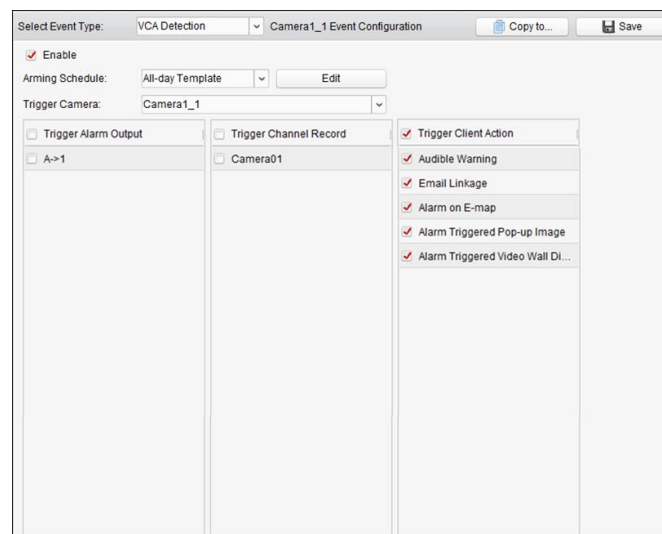 Select Event Type: VCA Detection Camera1_1 Event Configuration Copy to... Save
Enable
Arming Schedule: All-day Template Edit
Trigger Camera: Camera1_1
Trigger Alarm Output Trigger Channel Record Trigger Client Action
A->1 Camera01 Audible Warning
Email Linkage
Alarm on E-map
Alarm Triggered Pop-up Image
Alarm Triggered Video Wall Di...